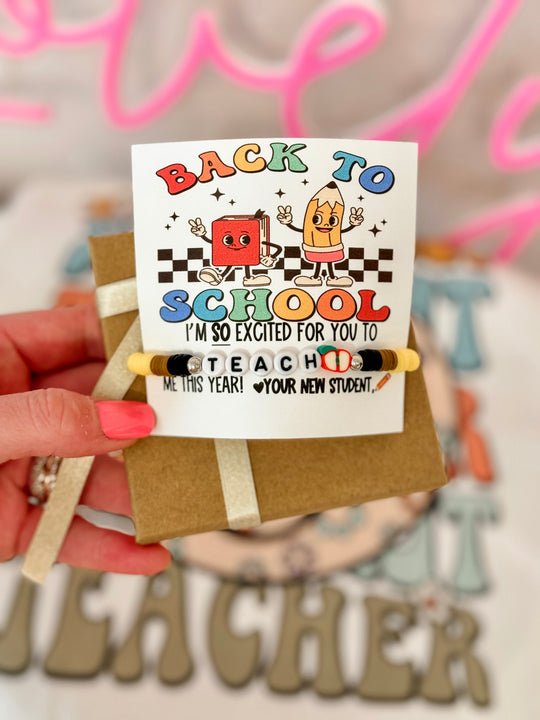 BACK TO
SCHOOL
I'M SO EXCITED FOR YOU TO
TEACH
ME THIS YEAR! ♥YOUR NEW STUDENT,
TEACHER